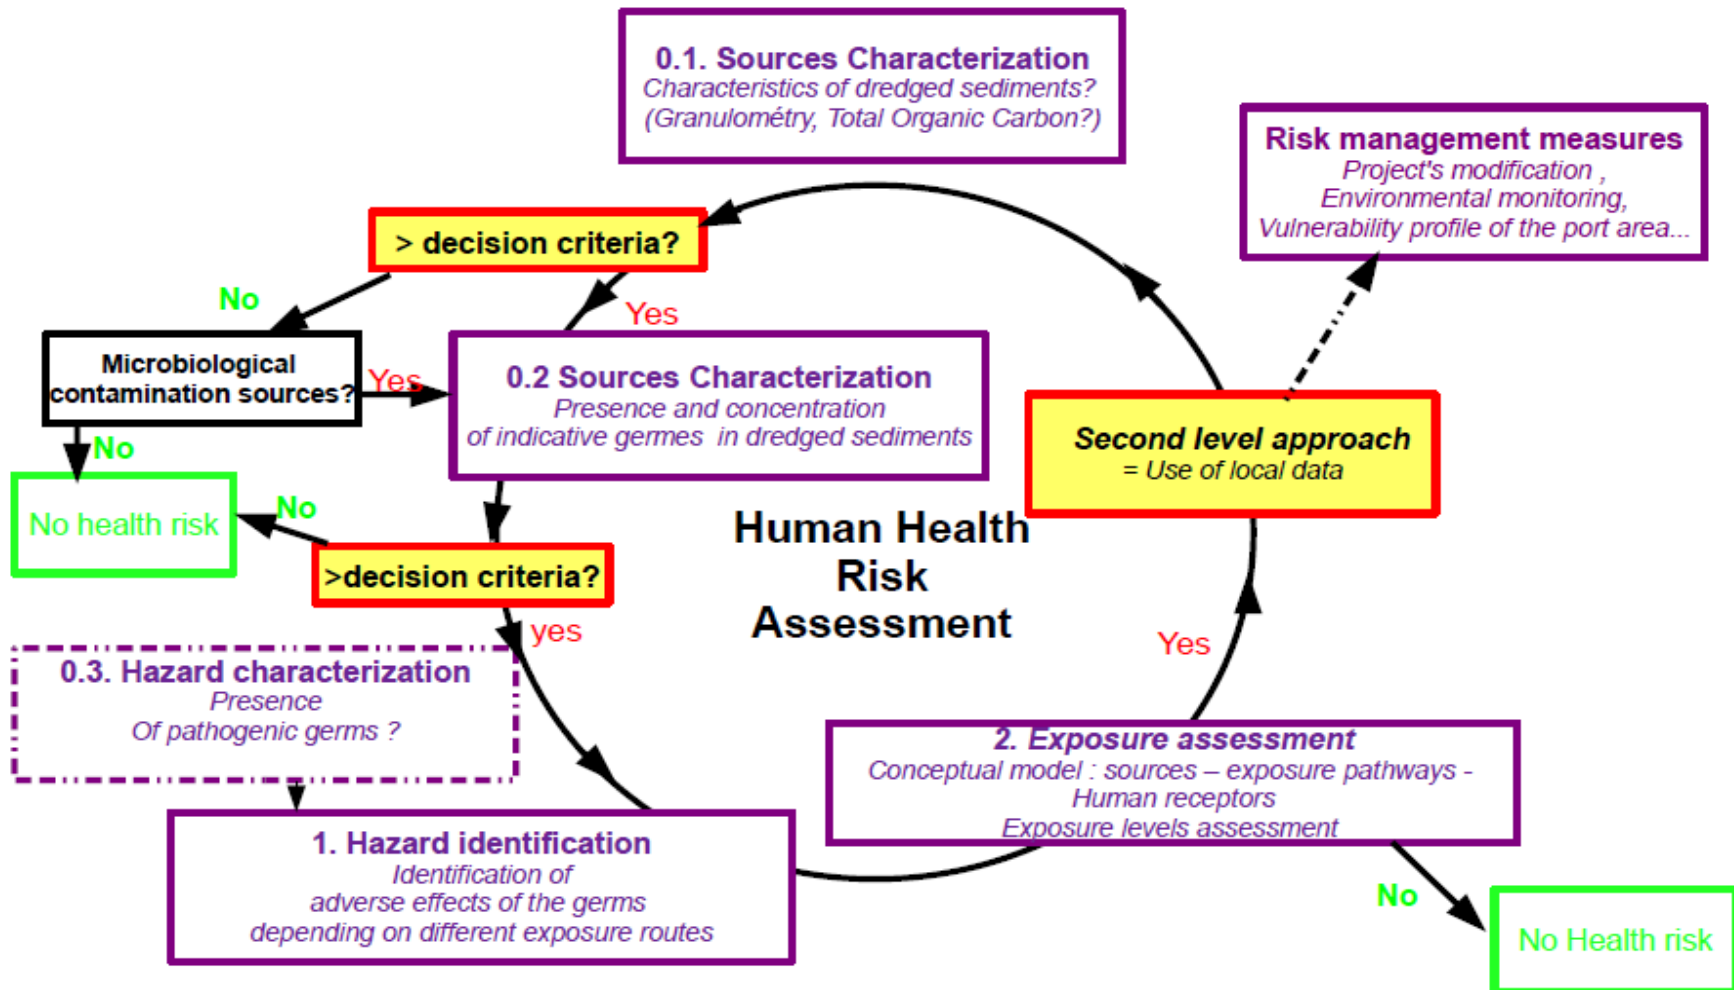 0.1. Sources Characterization
Characteristics of dredged sediments?
(Granulométry, Total Organic Carbon?)
Risk management measures
Project's modification ,
Environmental monitoring,
Vulnerability profile of the port area...
> decision criteria?
No
Yes
Microbiological
contamination sources?
Yes
0.2 Sources Characterization
Presence and concentration
of indicative germes in dredged sediments
Second level approach
= Use of local data
No
No health risk
No
>decision criteria?
Human Health
Risk
Assessment
yes
Yes
0.3. Hazard characterization
Presence
Of pathogenic germs ?
2. Exposure assessment
Conceptual model : sources – exposure pathways -
Human receptors
Exposure levels assessment
1. Hazard identification
Identification of
adverse effects of the germs
depending on different exposure routes
No
No Health risk